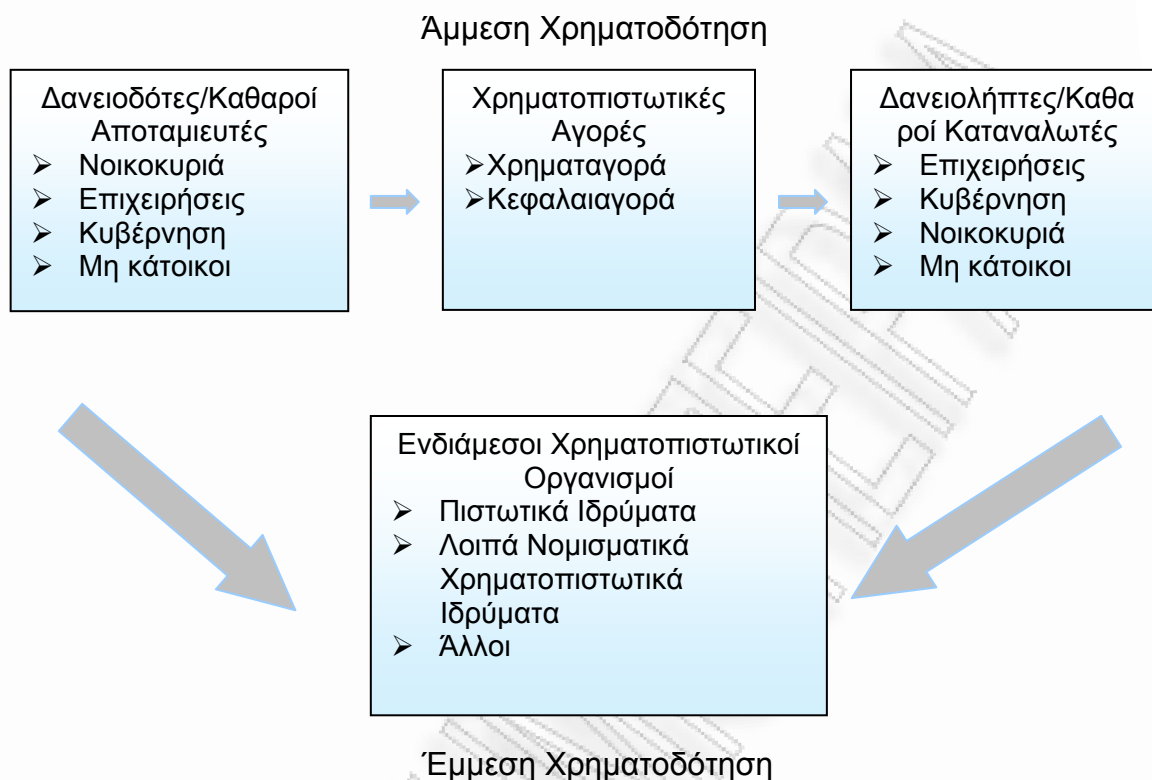 Άμμεση Χρηματοδότηση
Δανειοδότες/Καθαροί
Αποταμιευτές
➢ Νοικοκυριά
➢ Επιχειρήσεις
➢ Κυβέρνηση
➢ Μη κάτοικοι
Χρηματοπιστωτικές
Αγορές
➢Χρηματαγορά
➢Κεφαλαιαγορά
Δανειολήπτες/Καθα
ροί Καταναλωτές
➢ Επιχειρήσεις
➢ Κυβέρνηση
➢ Νοικοκυριά
➢ Μη κάτοικοι
Ενδιάμεσοι Χρηματοπιστωτικοί
Οργανισμοί
➢ Πιστωτικά Ιδρύματα
➢ Λοιπά Νομισματικά
Χρηματοπιστωτικά
Ιδρύματα
➢ Άλλοι
Έμμεση Χρηματοδότηση